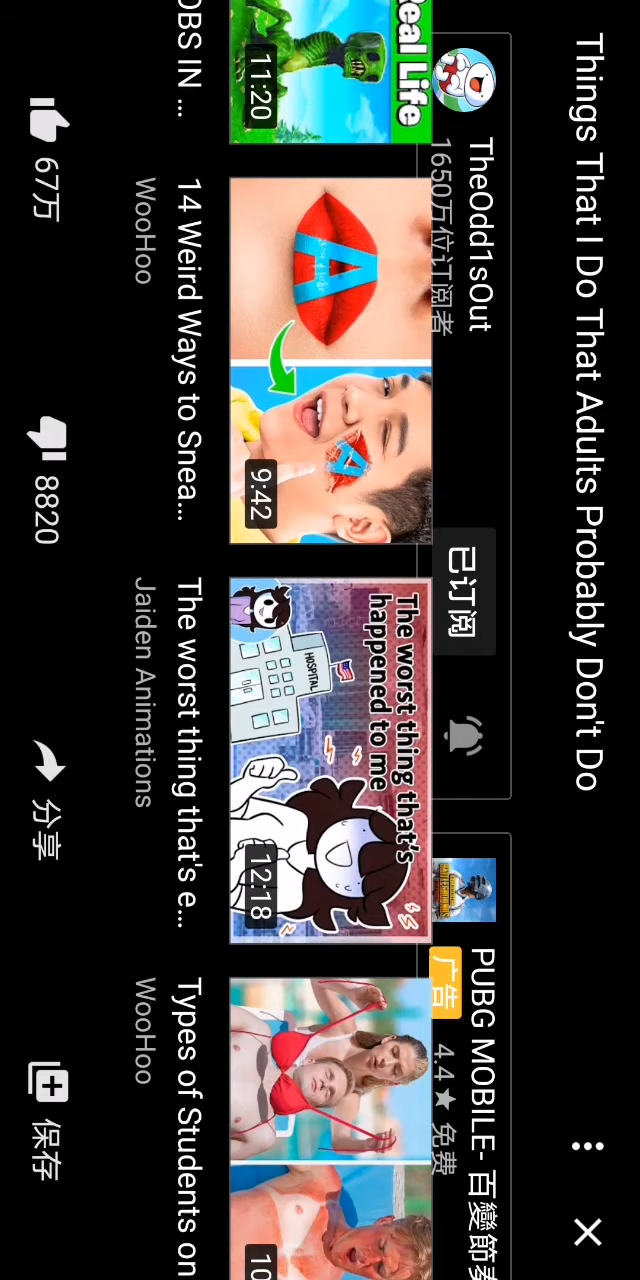 Things That I Do That Adults Probably Don't Do
TheOdd1sOut
1650万位订阅者
已订阅
PUBG MOBILE- 百變節奏
广告 4.4 ★ 免费
Real Life
11:20
A
A
9:42
The worst thing that's
happened to me
HOSPITAL
12:18
10
OBS IN ...
14 Weird Ways to Snea...
WooHoo
The worst thing that's e...
Jaiden Animations
Types of Students on
WooHoo
67万
8820
分享
保存